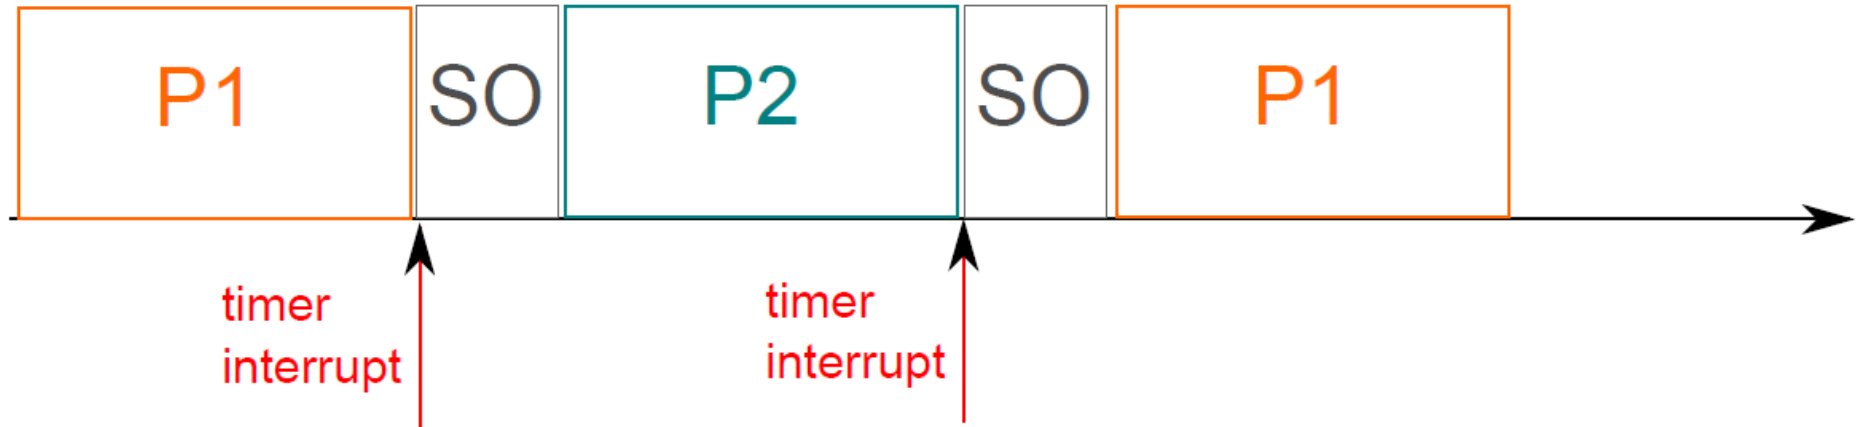 P1 SO P2 SO P1
timer
interrupt
timer
interrupt